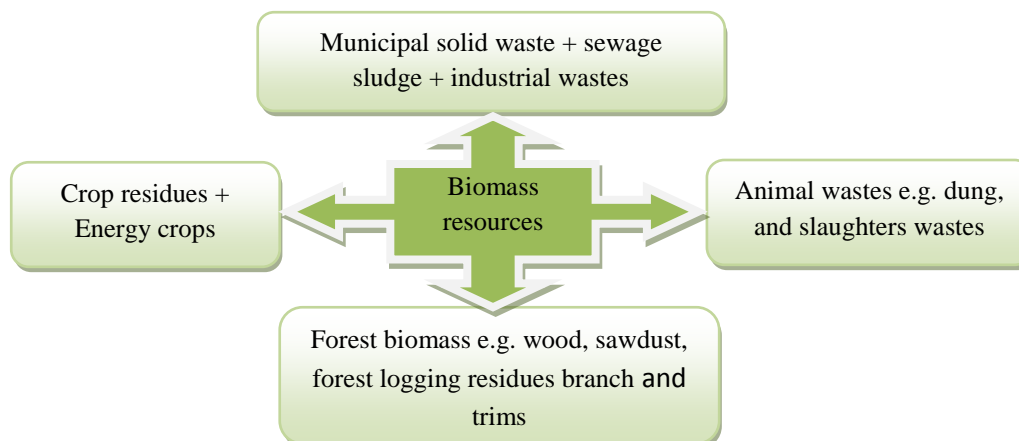 Municipal solid waste + sewage
sludge + industrial wastes
Crop residues +
Energy crops
Biomass
resources
Animal wastes e.g. dung,
and slaughters wastes
Forest biomass e.g. wood, sawdust,
forest logging residues branch and
trims